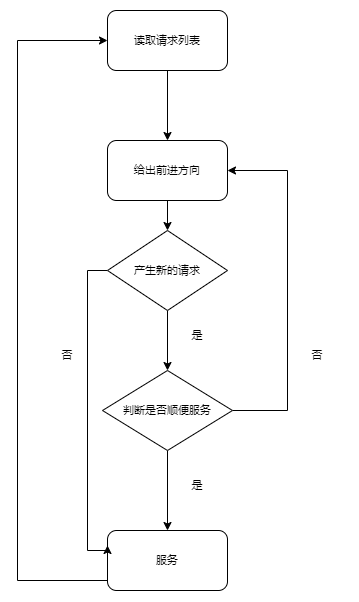 读取请求列表
给出前进方向
产生新的请求
是
否
否
判断是否顺便服务
是
服务